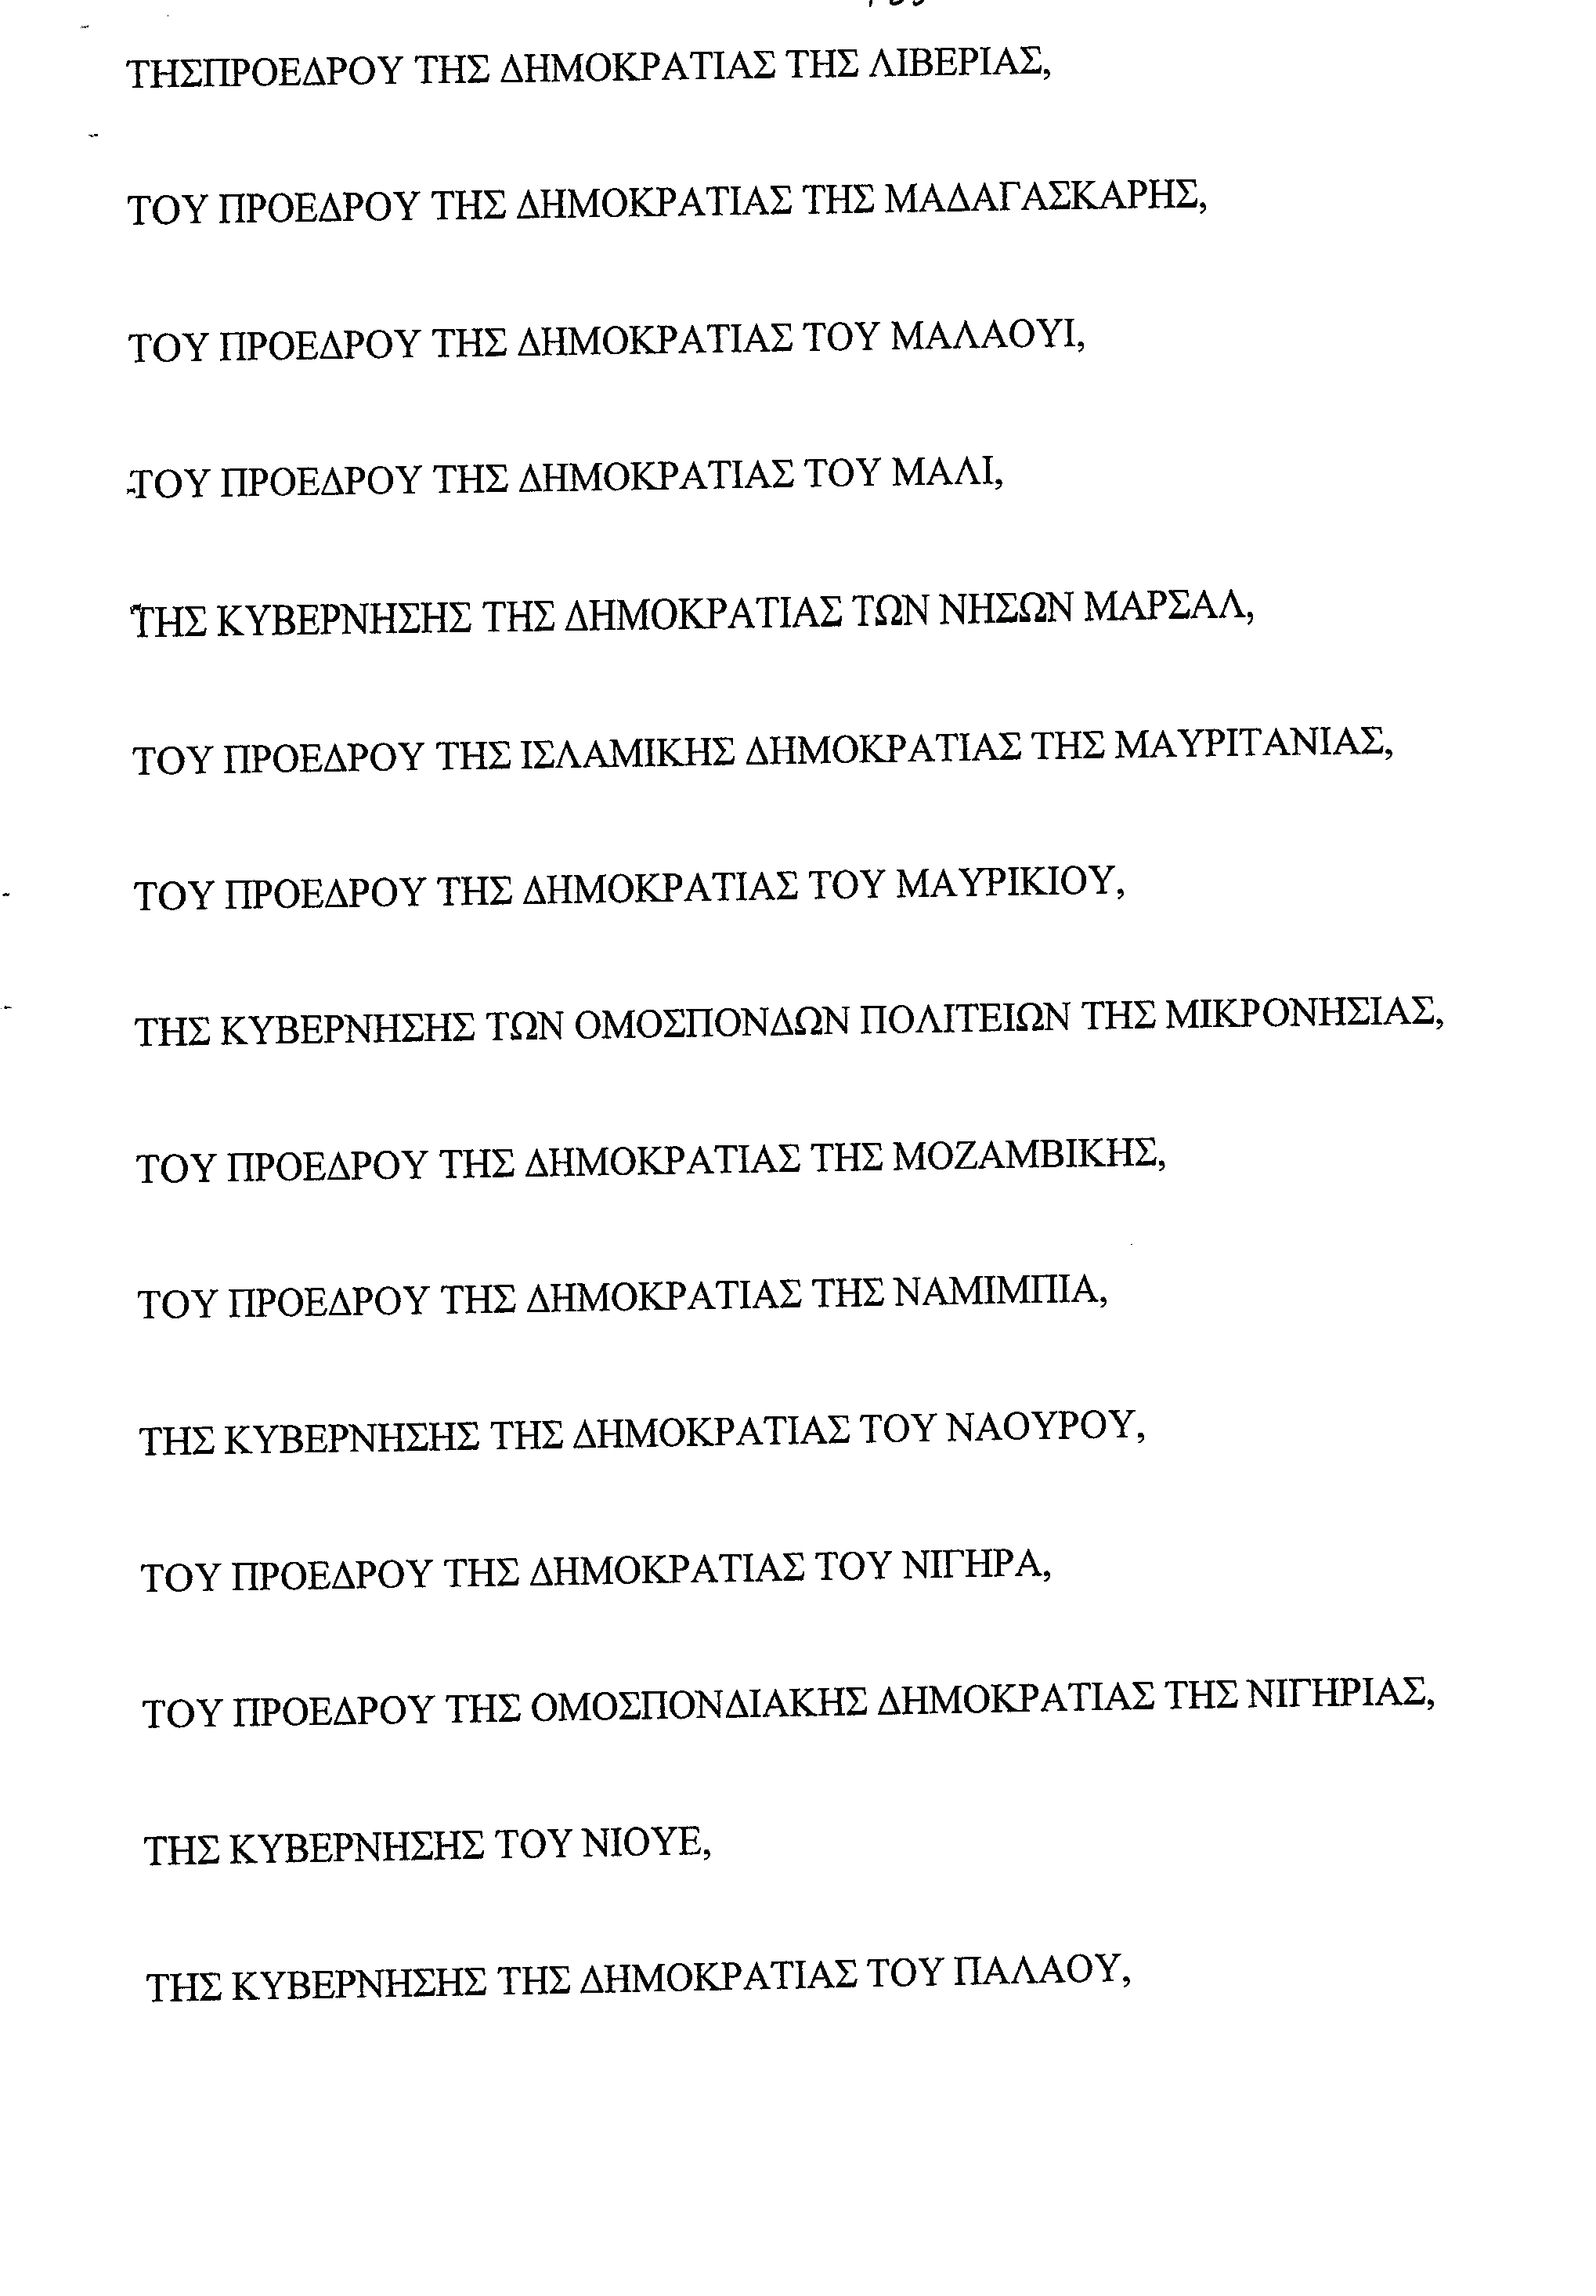 ΤΗΣΠΡΟΕΔΡΟΥ ΤΗΣ ΔΗΜΟΚΡΑΤΙΑΣ ΤΗΣ ΛΙΒΕΡΙΑΣ,
ΤΟΥ ΠΡΟΕΔΡΟΥ ΤΗΣ ΔΗΜΟΚΡΑΤΙΑΣ ΤΗΣ ΜΑΔΑΓΑΣΚΑΡΗΣ,
ΤΟΥ ΠΡΟΕΔΡΟΥ ΤΗΣ ΔΗΜΟΚΡΑΤΙΑΣ ΤΟΥ ΜΑΛΑΟΥΙ,
ΤΟΥ ΠΡΟΕΔΡΟΥ ΤΗΣ ΔΗΜΟΚΡΑΤΙΑΣ ΤΟΥ ΜΑΛΙ,
ΤΗΣ ΚΥΒΕΡΝΗΣΗΣ ΤΗΣ ΔΗΜΟΚΡΑΤΙΑΣ ΤΩΝ ΝΗΣΩΝ ΜΑΡΣΑΛ,
ΤΟΥ ΠΡΟΕΔΡΟΥ ΤΗΣ ΙΣΛΑΜΙΚΗΣ ΔΗΜΟΚΡΑΤΙΑΣ ΤΗΣ ΜΑΥΡΙΤΑΝΙΑΣ,
ΤΟΥ ΠΡΟΕΔΡΟΥ ΤΗΣ ΔΗΜΟΚΡΑΤΙΑΣ ΤΟΥ ΜΑΥΡΙΚΙΟΥ,
ΤΗΣ ΚΥΒΕΡΝΗΣΗΣ ΤΩΝ ΟΜΟΣΠΟΝΔΩΝ ΠΟΛΙΤΕΙΩΝ ΤΗΣ ΜΙΚΡΟΝΗΣΙΑΣ,
ΤΟΥ ΠΡΟΕΔΡΟΥ ΤΗΣ ΔΗΜΟΚΡΑΤΙΑΣ ΤΗΣ ΜΟΖΑΜΒΙΚΗΣ,
ΤΟΥ ΠΡΟΕΔΡΟΥ ΤΗΣ ΔΗΜΟΚΡΑΤΙΑΣ ΤΗΣ ΝΑΜΙΜΠΙΑ,
ΤΗΣ ΚΥΒΕΡΝΗΣΗΣ ΤΗΣ ΔΗΜΟΚΡΑΤΙΑΣ ΤΟΥ ΝΑΟΥΡΟΥ,
ΤΟΥ ΠΡΟΕΔΡΟΥ ΤΗΣ ΔΗΜΟΚΡΑΤΙΑΣ ΤΟΥ ΝΙΓΗΡΑ,
ΤΟΥ ΠΡΟΕΔΡΟΥ ΤΗΣ ΟΜΟΣΠΟΝΔΙΑΚΗΣ ΔΗΜΟΚΡΑΤΙΑΣ ΤΗΣ ΝΙΓΗΡΙΑΣ,
ΤΗΣ ΚΥΒΕΡΝΗΣΗΣ ΤΟΥ ΝΙΟΥΕ,
ΤΗΣ ΚΥΒΕΡΝΗΣΗΣ ΤΗΣ ΔΗΜΟΚΡΑΤΙΑΣ ΤΟΥ ΠΑΛΑΟΥ,